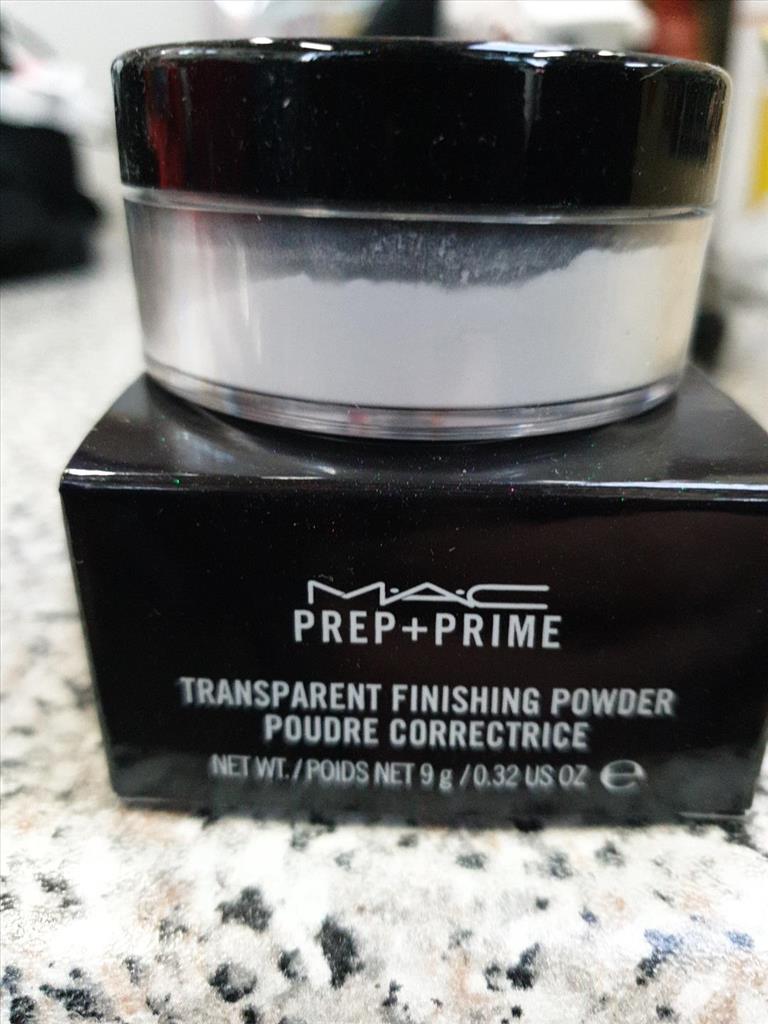 M·A·C
PREP+PRIME
TRANSPARENT FINISHING POWDER
POUDRE CORRECTRICE
NET WT./POIDS NET 9 g / 0.32 US OZ ℮